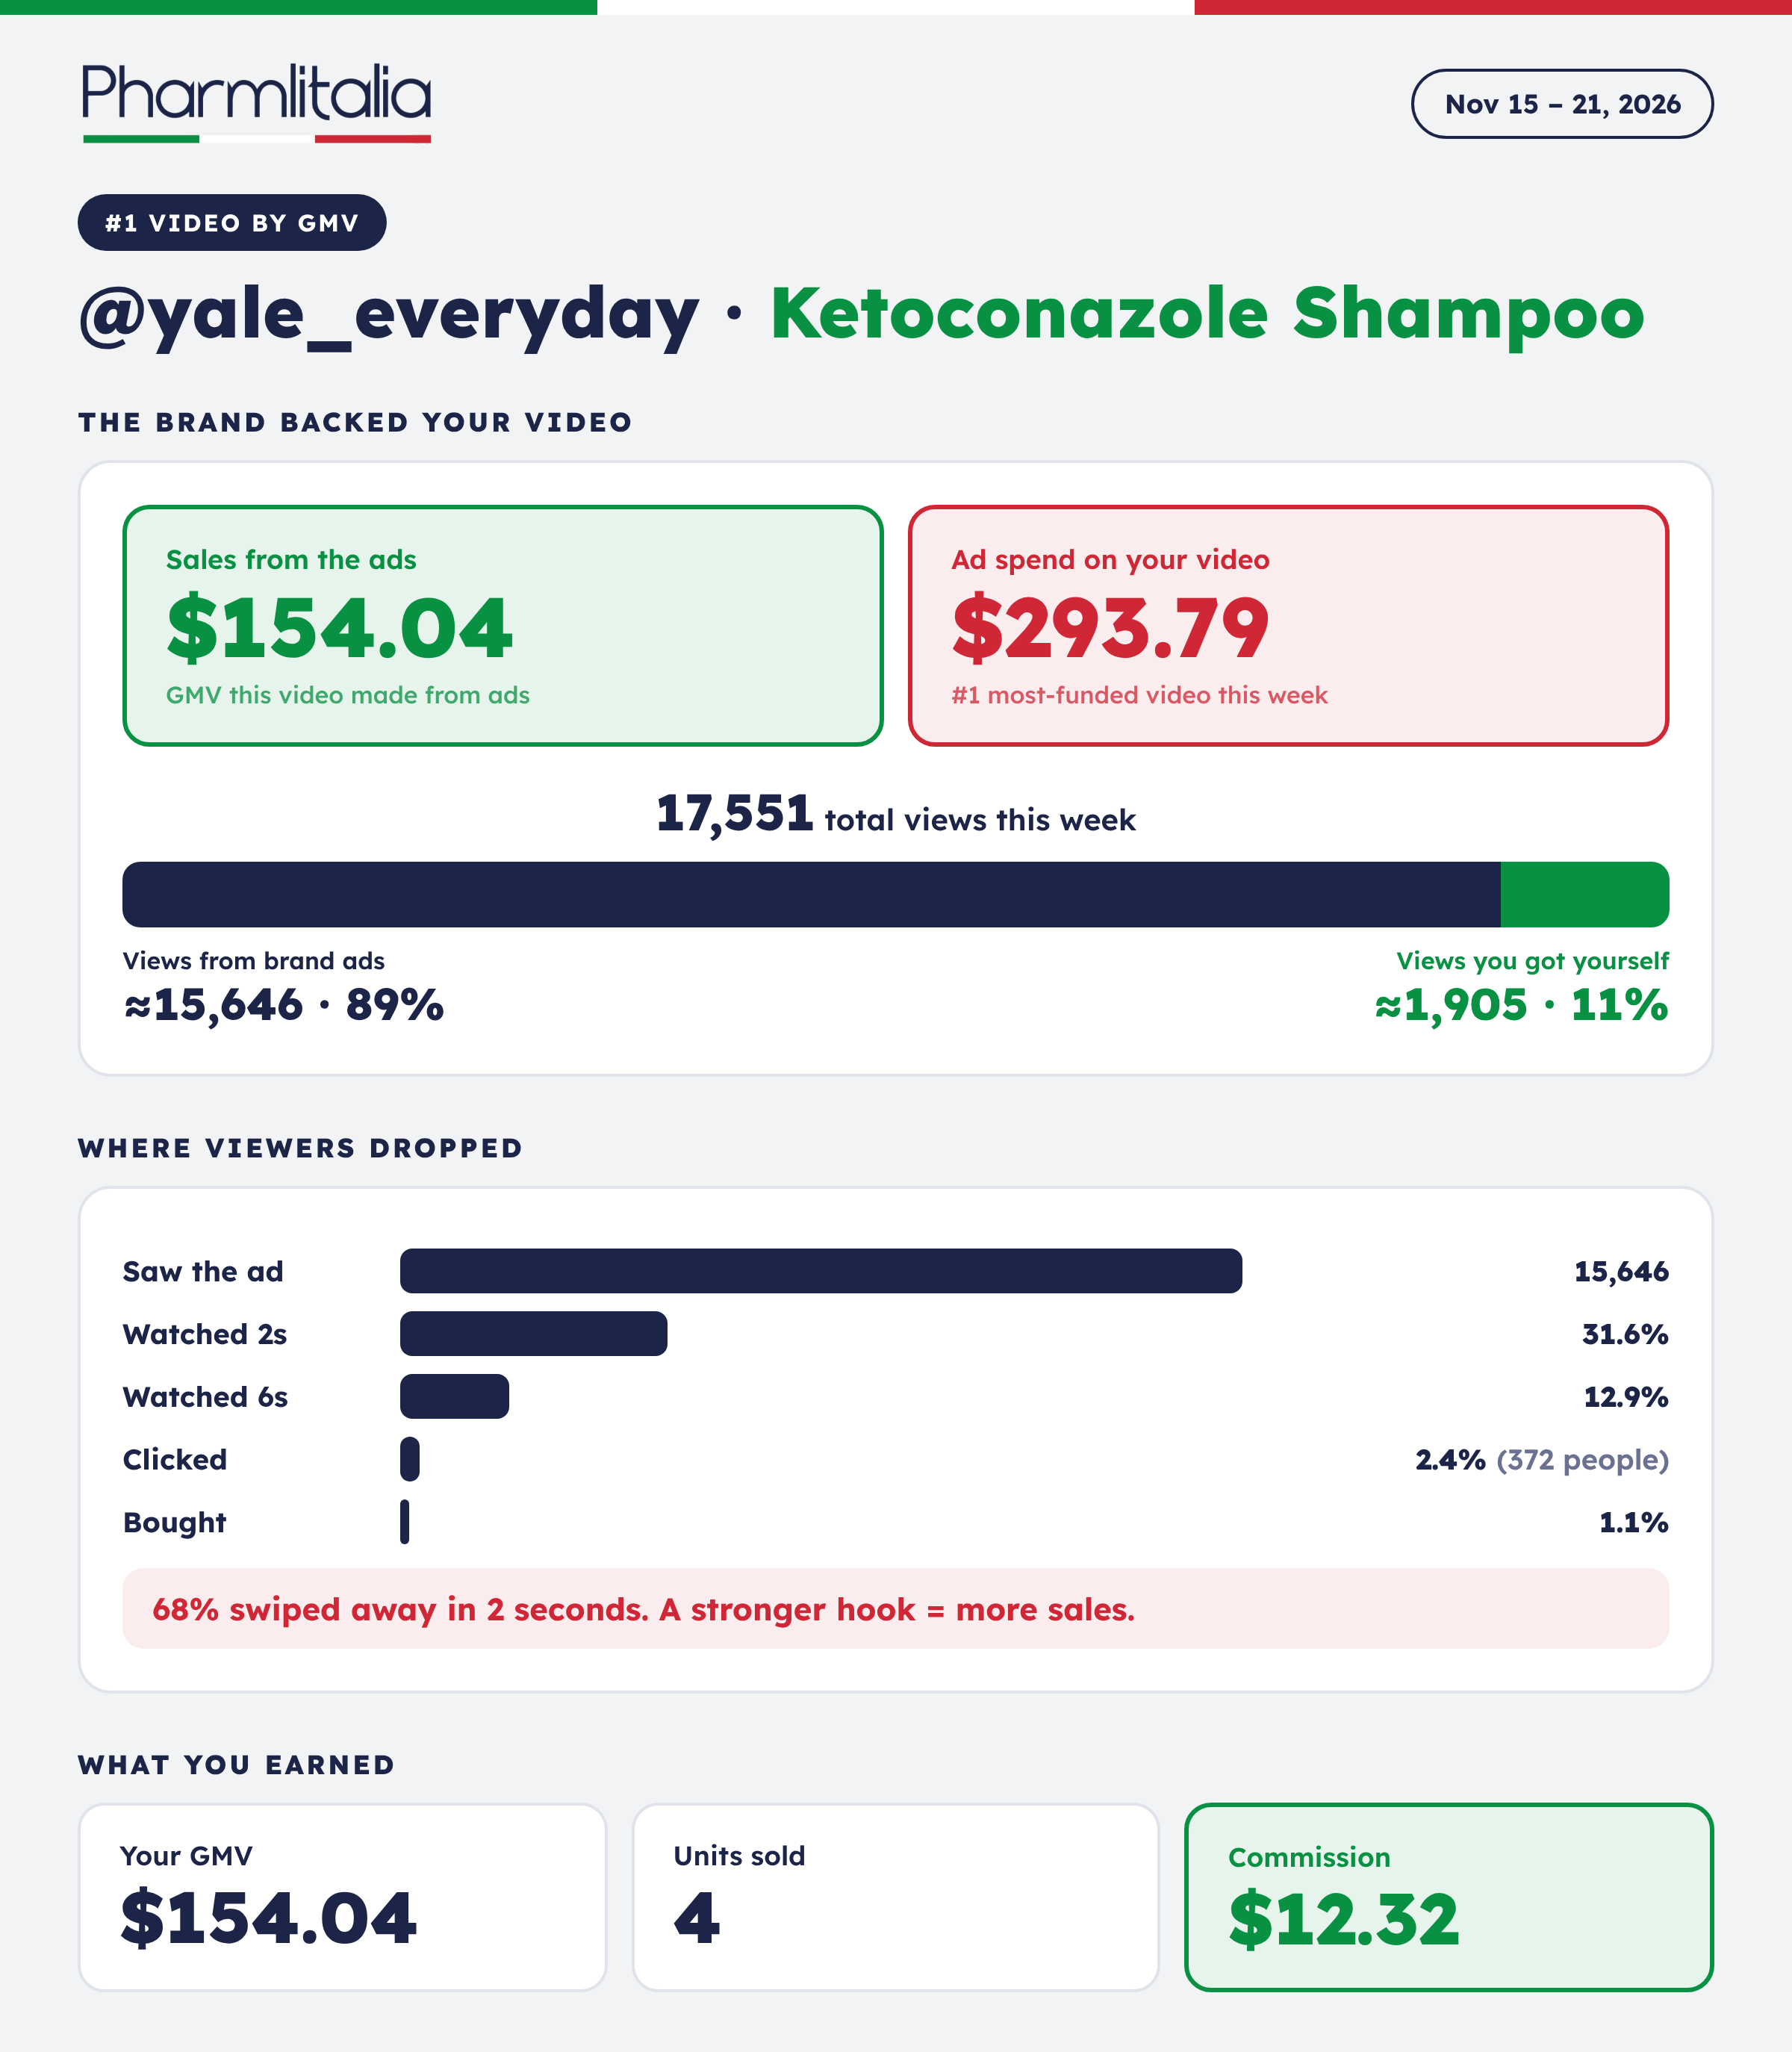 PharmIitalia
Nov 15 – 21, 2026
#1 VIDEO BY GMV
@yale_everyday · Ketoconazole Shampoo
THE BRAND BACKED YOUR VIDEO
Sales from the ads
$154.04
GMV this video made from ads
Ad spend on your video
$293.79
#1 most-funded video this week
17,551 total views this week
Views from brand ads
≈15,646 · 89%
Views you got yourself
≈1,905 · 11%
WHERE VIEWERS DROPPED
Saw the ad 15,646
Watched 2s 31.6%
Watched 6s 12.9%
Clicked 2.4% (372 people)
Bought 1.1%
68% swiped away in 2 seconds. A stronger hook = more sales.
WHAT YOU EARNED
Your GMV
$154.04
Units sold
4
Commission
$12.32